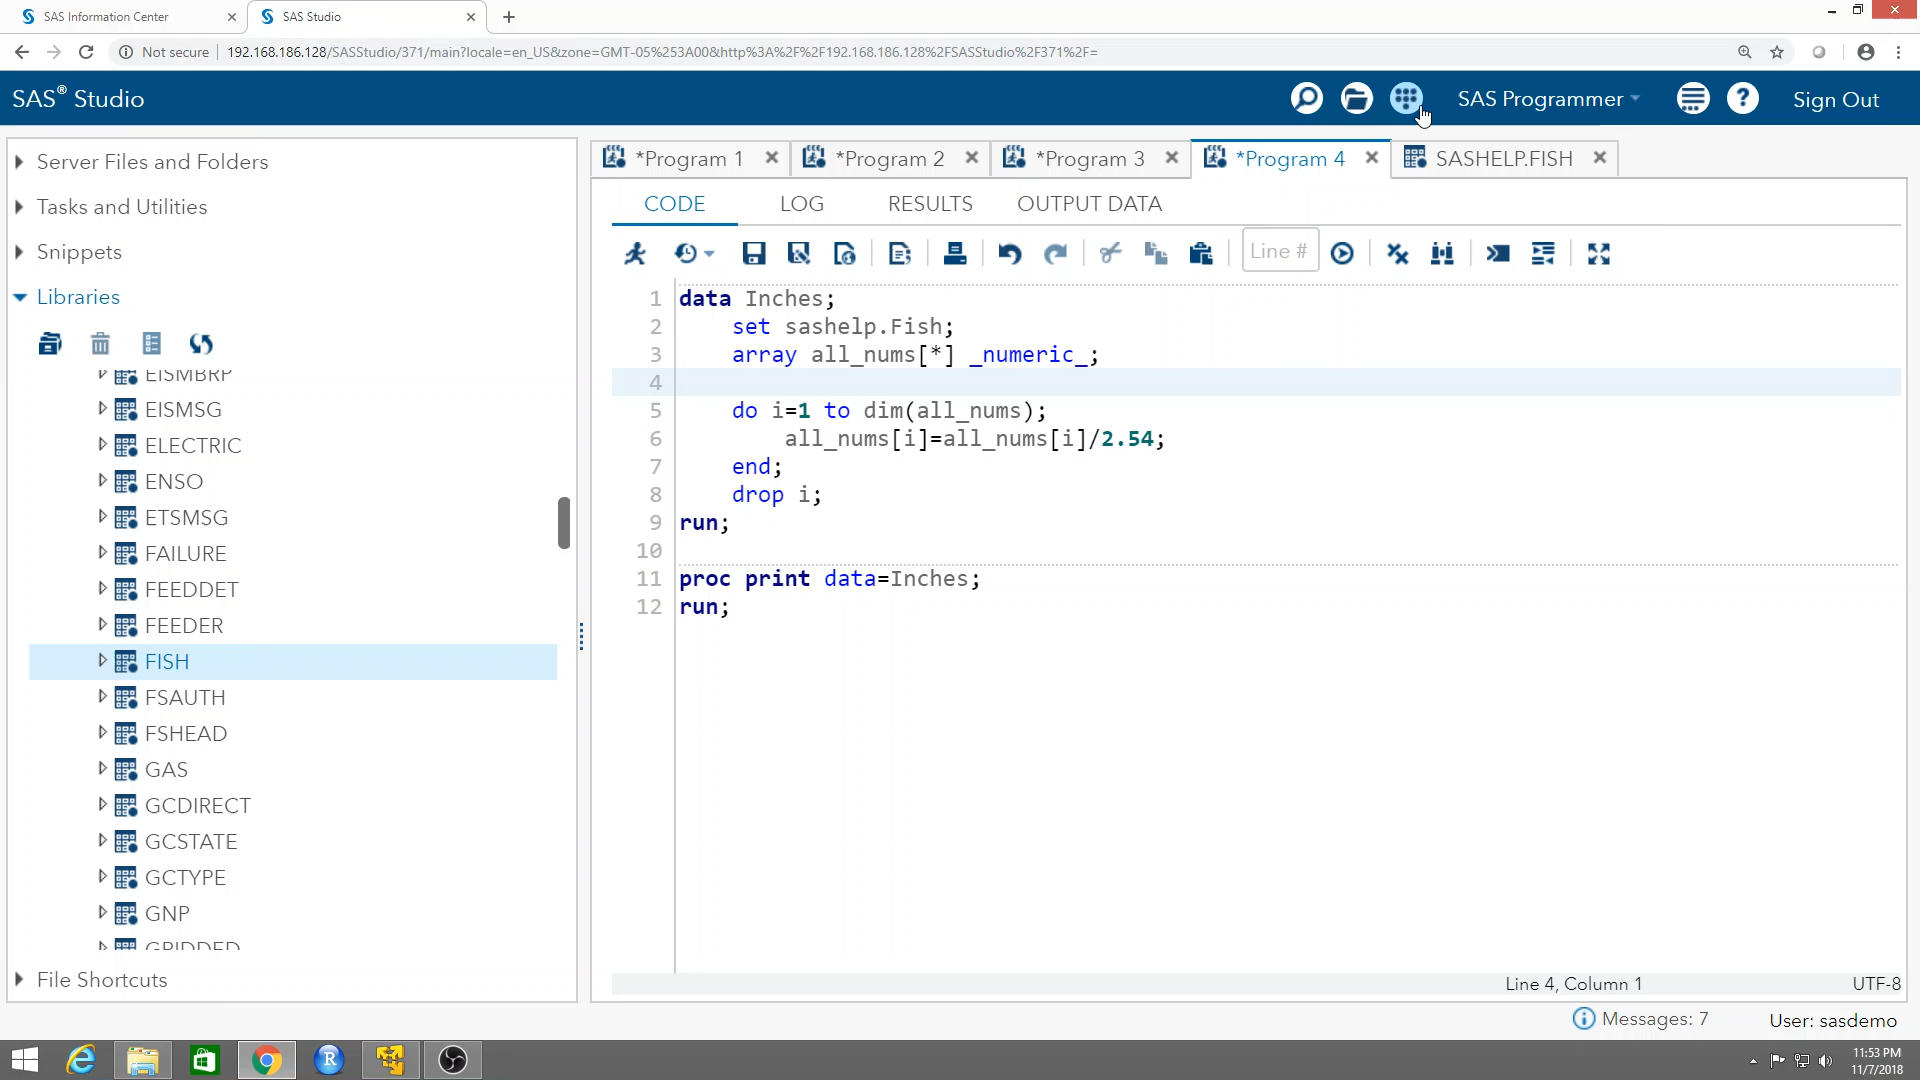 SAS Information Center
SAS Studio
Not secure
192.168.186.128/SASStudio/371/main?locale=en_US&zone=GMT-05%253A00&http%3A%2F%2F192.168.186.128%2FSASStudio%2F371%2F=
SAS® Studio
SAS Programmer
Sign Out
Server Files and Folders
Tasks and Utilities
Snippets
Libraries
EISMBRP
EISMSG
ELECTRIC
ENSO
ETSMSG
FAILURE
FEEDDET
FEEDER
FISH
FSAUTH
FSHEAD
GAS
GCDIRECT
GCSTATE
GCTYPE
GNP
GRIDDED
File Shortcuts
*Program 1
*Program 2
*Program 3
*Program 4
SASHELP.FISH
CODE
LOG
RESULTS
OUTPUT DATA
Line #
1 data Inches;
2 set sashelp.Fish;
3 array all_nums[*] _numeric_;
4
5 do i=1 to dim(all_nums);
6 all_nums[i]=all_nums[i]/2.54;
7 end;
8 drop i;
9 run;
10
11 proc print data=Inches;
12 run;
Line 4, Column 1
UTF-8
Messages: 7
User: sasdemo
11:53 PM
11/7/2018